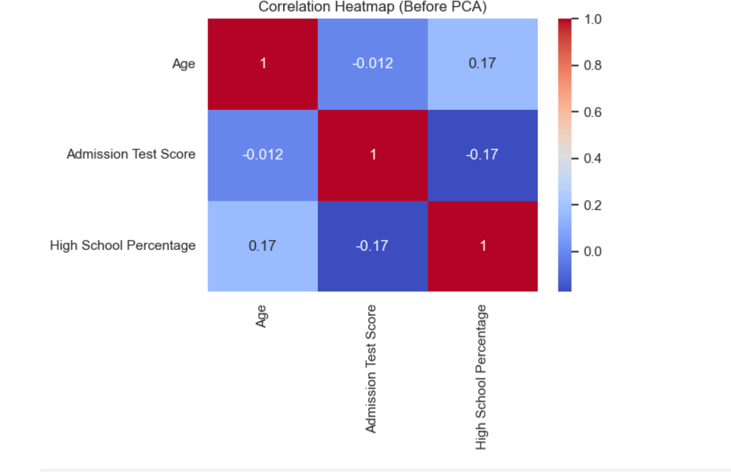 Correlation Heatmap (Before PCA)
Age
1
-0.012
0.17
Admission Test Score
-0.012
1
-0.17
High School Percentage
0.17
-0.17
1
Age
Admission Test Score
High School Percentage
1.0
0.8
0.6
0.4
0.2
0.0